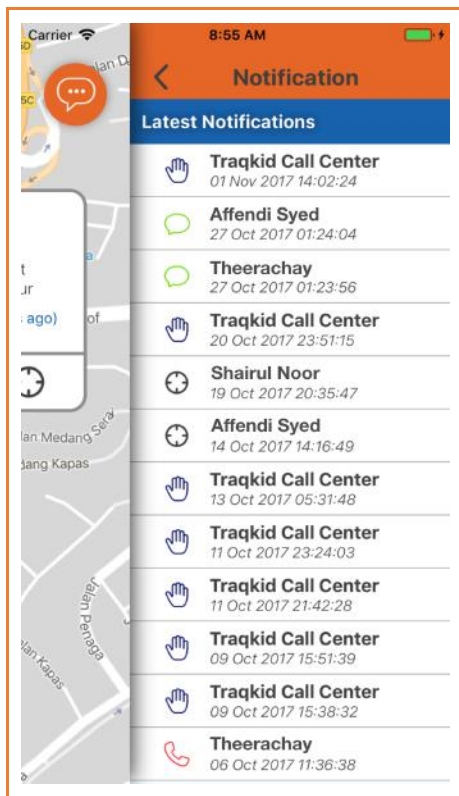 Carrier
8:55 AM
Notification
Latest Notifications
Traqkid Call Center
01 Nov 2017 14:02:24
Affendi Syed
27 Oct 2017 01:24:04
Theerachay
27 Oct 2017 01:23:56
Traqkid Call Center
20 Oct 2017 23:51:15
Shairul Noor
19 Oct 2017 20:35:47
Affendi Syed
14 Oct 2017 14:16:49
Traqkid Call Center
13 Oct 2017 05:31:48
Traqkid Call Center
11 Oct 2017 23:24:03
Traqkid Call Center
11 Oct 2017 21:42:28
Traqkid Call Center
09 Oct 2017 15:51:39
Traqkid Call Center
09 Oct 2017 15:38:32
Theerachay
06 Oct 2017 11:36:38
lan D
5C
t
ur
ago)
of
a
lan Medang Sera
dang Kapas
Jalan Penaga
lan Kapas